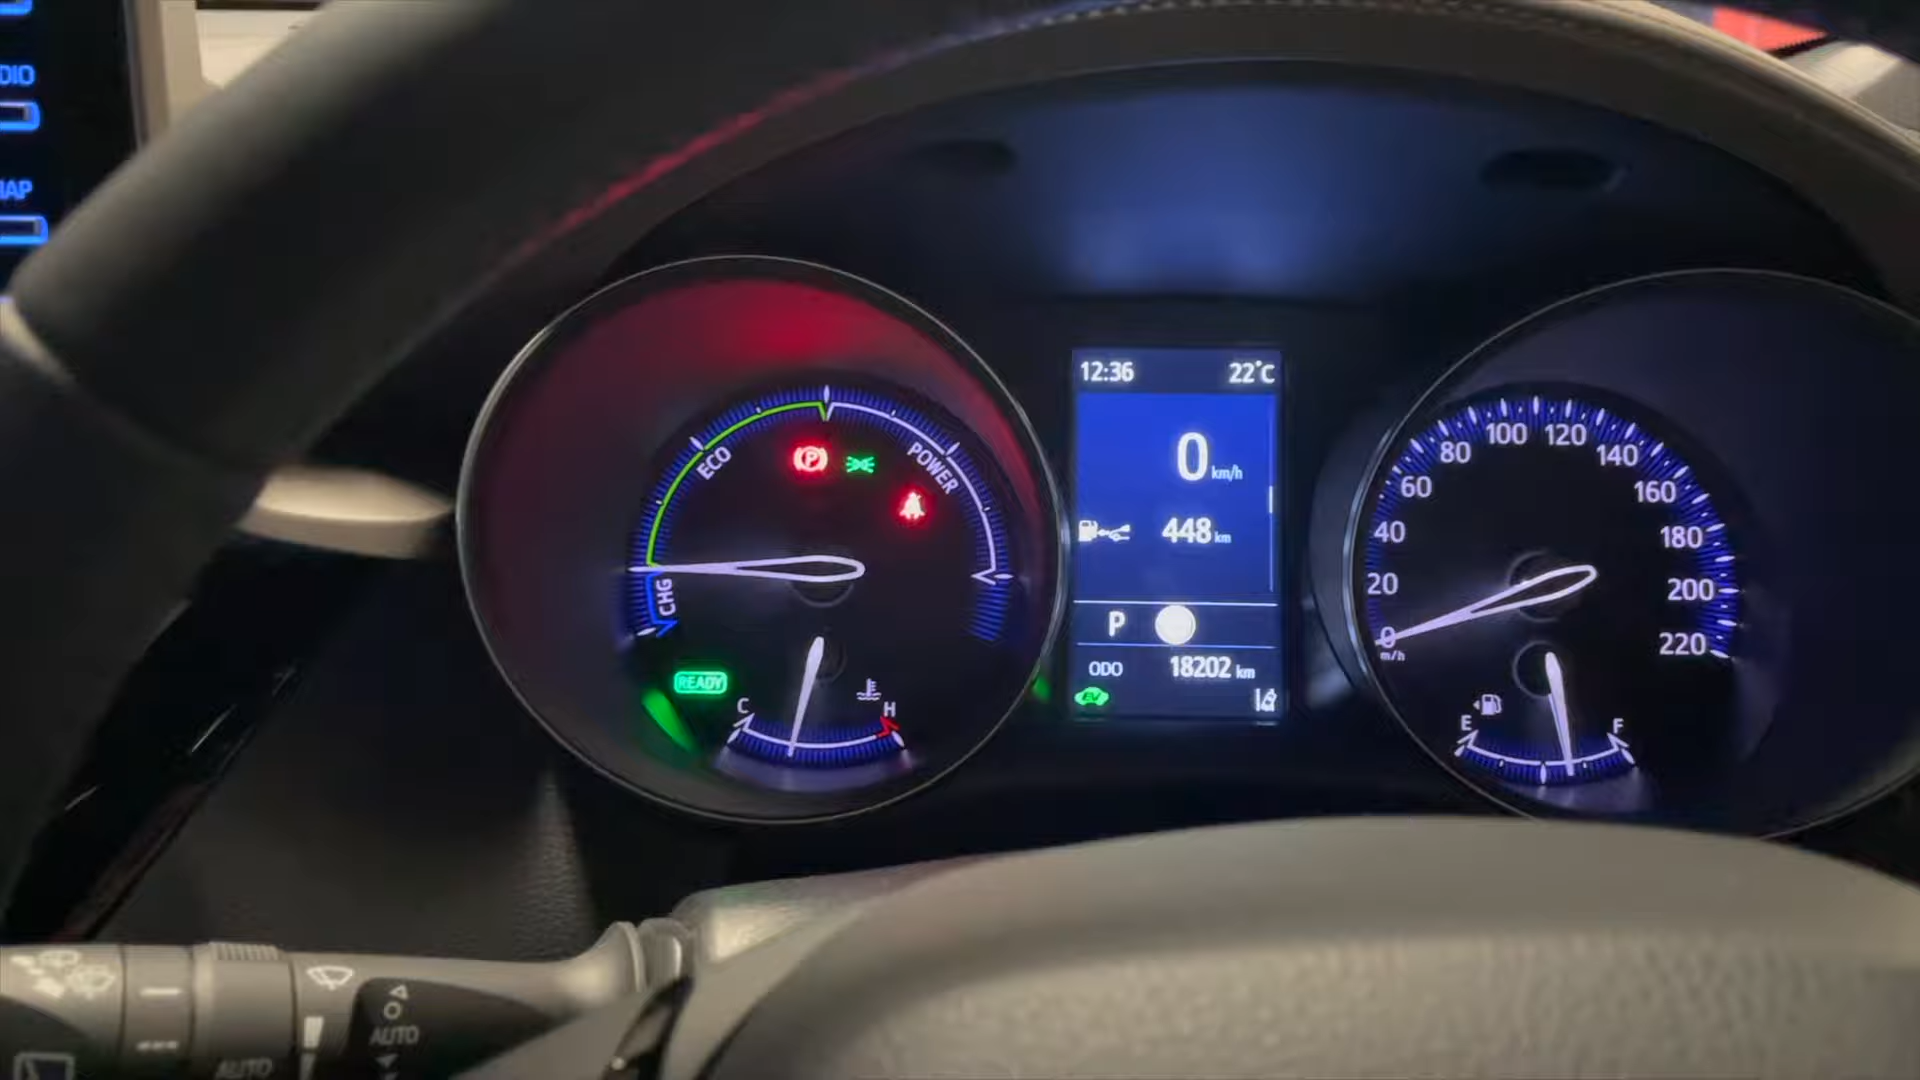 DIO
AP
12:36 22°C
0 km/h
448 km
P
ODO 18202 km
EV
ECO
POWER
CHG
P
READY
C H
0
20
40
60
80
100
120
140
160
180
200
220
m/h
E F
AUTO
AUTO